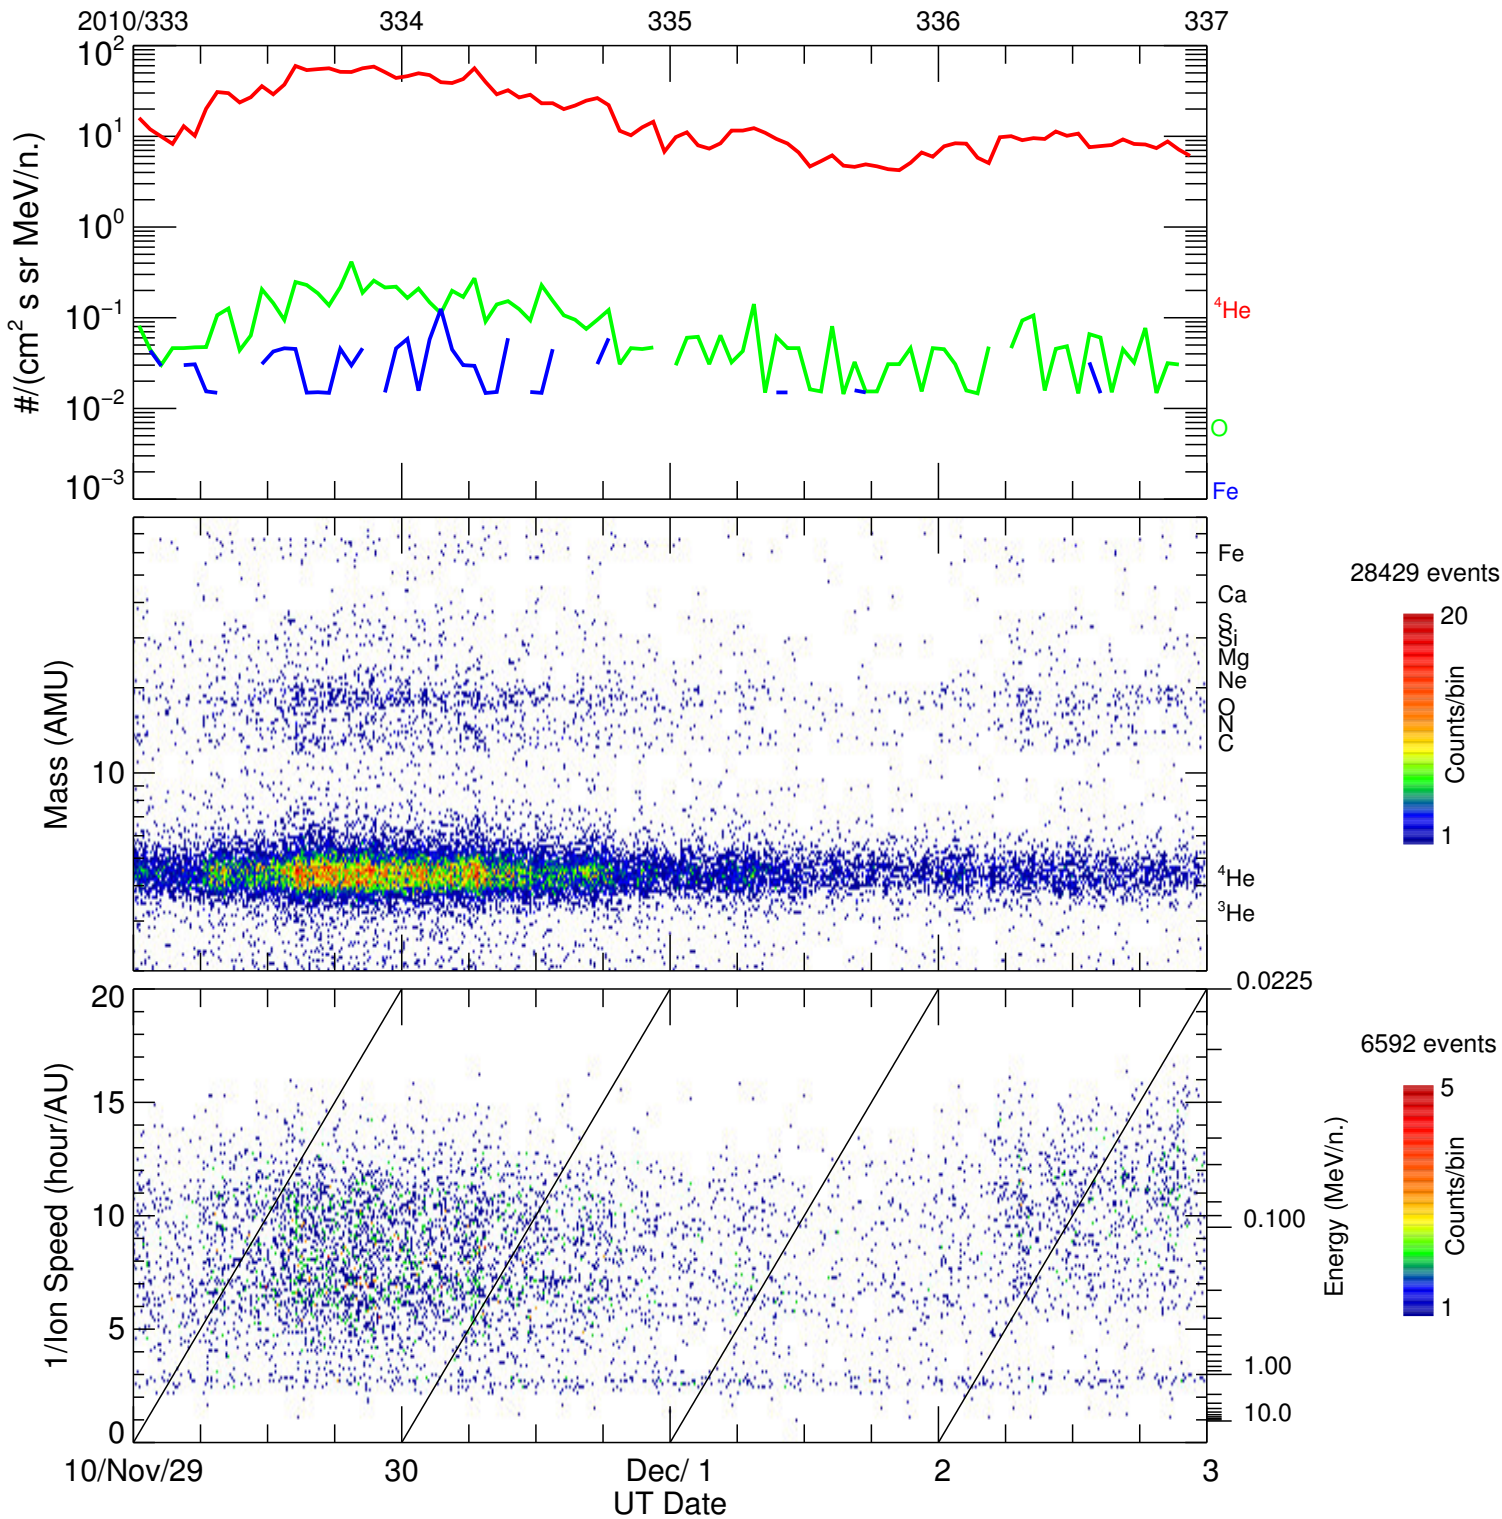 2010/333 334 335 336 337
10²
10¹
10⁰
10⁻¹
10⁻²
10⁻³
#/(cm² s sr MeV/n.)
⁴He
O
Fe
Mass (AMU)
10
Fe
Ca
S
Si
Mg
Ne
O
N
C
⁴He
³He
28429 events
20
Counts/bin
1
1/Ion Speed (hour/AU)
20
15
10
5
0
0.0225
0.100
1.00
10.0
Energy (MeV/n.)
6592 events
5
Counts/bin
1
10/Nov/29 30 Dec/ 1 2 3
UT Date